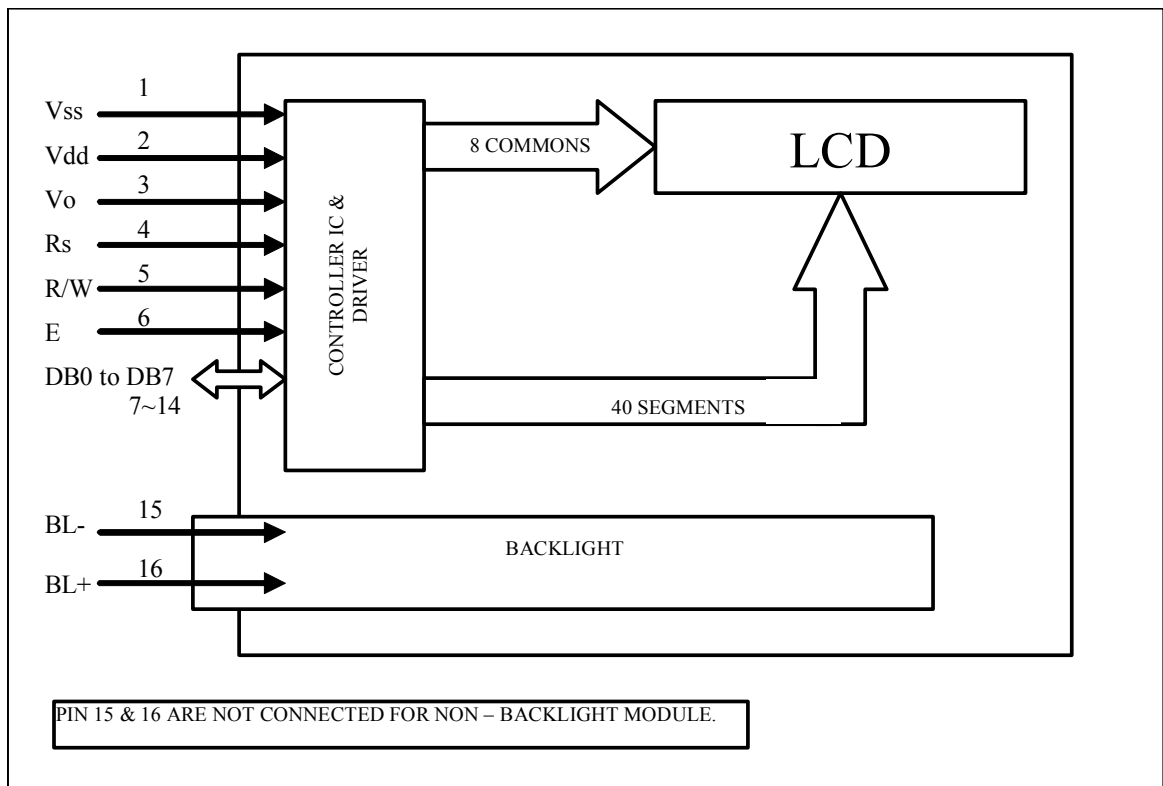 1
Vss
2
Vdd
3
Vo
4
Rs
5
R/W
6
E
DB0 to DB7
7~14
CONTROLLER IC &
DRIVER
8 COMMONS
LCD
40 SEGMENTS
15
BL-
16
BL+
BACKLIGHT
PIN 15 & 16 ARE NOT CONNECTED FOR NON – BACKLIGHT MODULE.